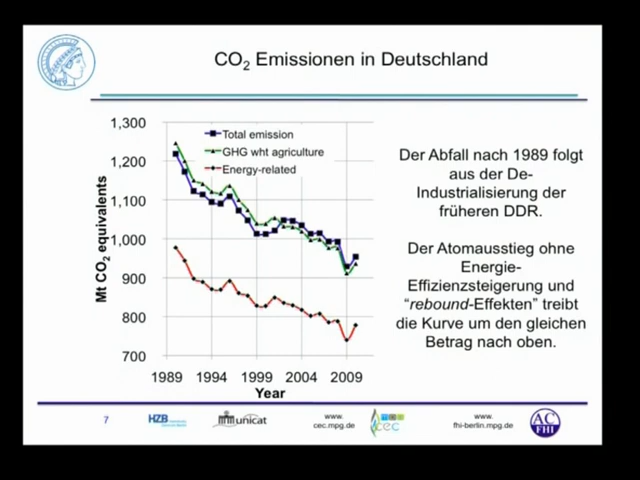 CO2 Emissionen in Deutschland
1,300
1,200
1,100
1,000
900
800
700
Mt CO2 equivalents
Total emission
GHG wht agriculture
Energy-related
1989 1994 1999 2004 2009
Year
Der Abfall nach 1989 folgt
aus der De-
Industrialisierung der
früheren DDR.
Der Atomausstieg ohne
Energie-
Effizienzsteigerung und
“rebound-Effekten” treibt
die Kurve um den gleichen
Betrag nach oben.
7
HZB
unicat
www.
cec.mpg.de
cec
www.
fhi-berlin.mpg.de
AC
FHI